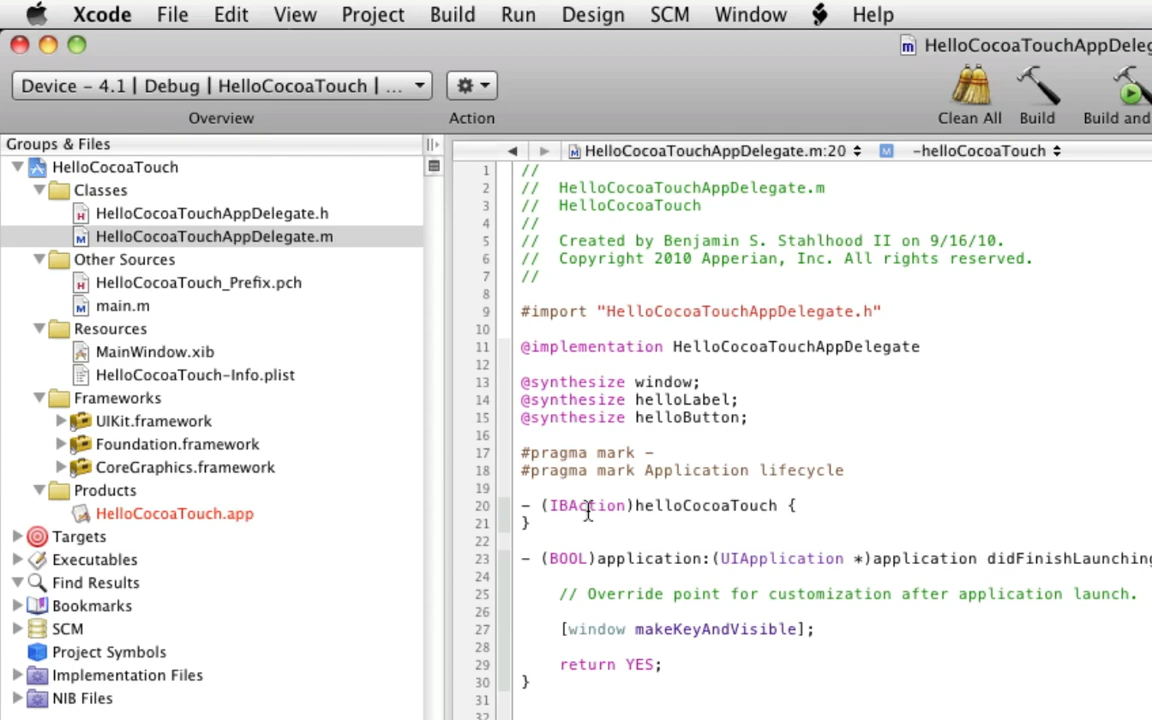 Xcode File Edit View Project Build Run Design SCM Window Help
HelloCocoaTouchAppDeleg
Device - 4.1 | Debug | HelloCocoaTouch | ...
Overview Action Clean All Build Build and
Groups & Files
HelloCocoaTouch
Classes
HelloCocoaTouchAppDelegate.h
HelloCocoaTouchAppDelegate.m
Other Sources
HelloCocoaTouch_Prefix.pch
main.m
Resources
MainWindow.xib
HelloCocoaTouch-Info.plist
Frameworks
UIKit.framework
Foundation.framework
CoreGraphics.framework
Products
HelloCocoaTouch.app
Targets
Executables
Find Results
Bookmarks
SCM
Project Symbols
Implementation Files
NIB Files
HelloCocoaTouchAppDelegate.m:20 M -helloCocoaTouch
1 //
2 //  HelloCocoaTouchAppDelegate.m
3 //  HelloCocoaTouch
4 //
5 //  Created by Benjamin S. Stahlhood II on 9/16/10.
6 //  Copyright 2010 Apperian, Inc. All rights reserved.
7 //
8
9 #import "HelloCocoaTouchAppDelegate.h"
10
11 @implementation HelloCocoaTouchAppDelegate
12
13 @synthesize window;
14 @synthesize helloLabel;
15 @synthesize helloButton;
16
17 #pragma mark -
18 #pragma mark Application lifecycle
19
20 - (IBAction)helloCocoaTouch {
21 }
22
23 - (BOOL)application:(UIApplication *)application didFinishLaunching
24
25 // Override point for customization after application launch.
26
27 [window makeKeyAndVisible];
28
29 return YES;
30 }
31
32